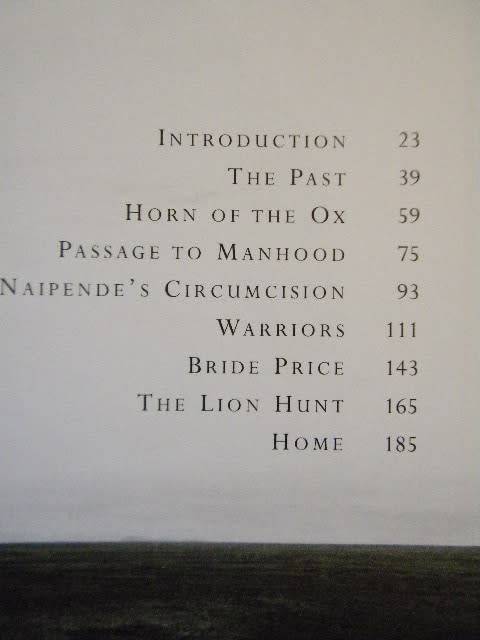 Introduction 23
The Past 39
Horn of the Ox 59
Passage to Manhood 75
Naipende's Circumcision 93
Warriors 111
Bride Price 143
The Lion Hunt 165
Home 185